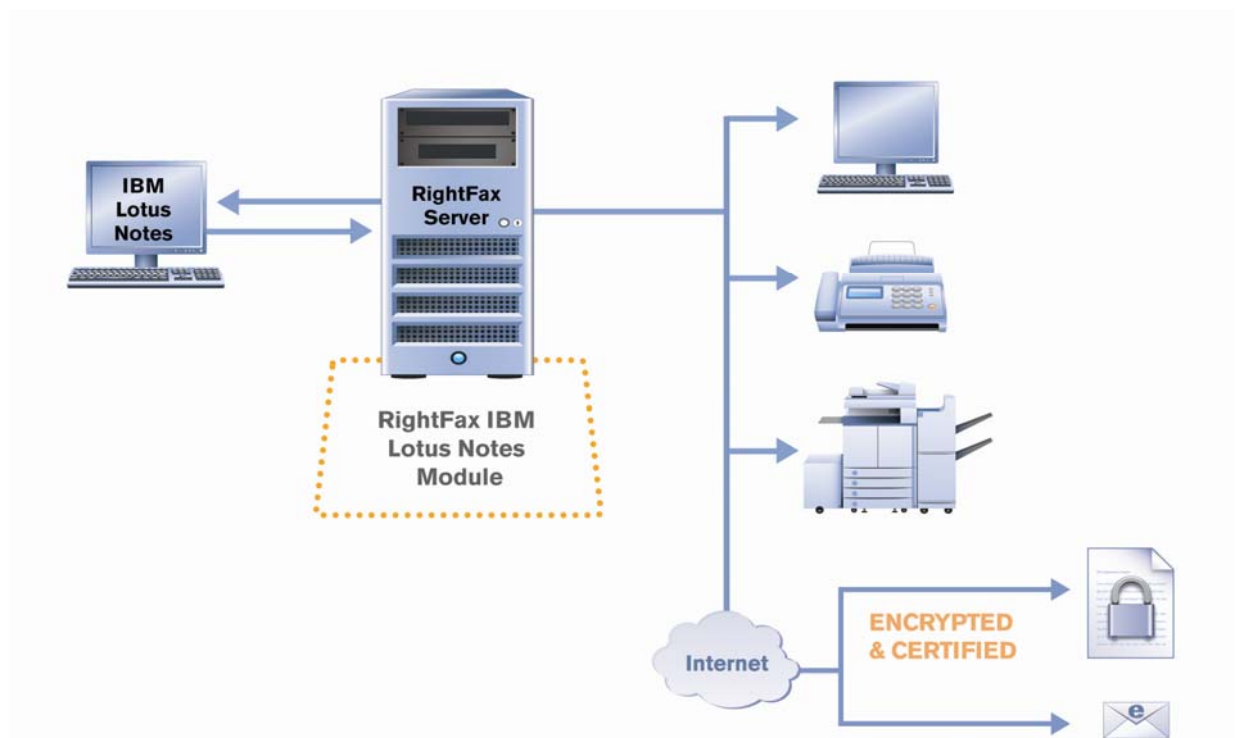 IBM
Lotus
Notes
RightFax
Server
RightFax IBM
Lotus Notes
Module
Internet
ENCRYPTED
& CERTIFIED
e